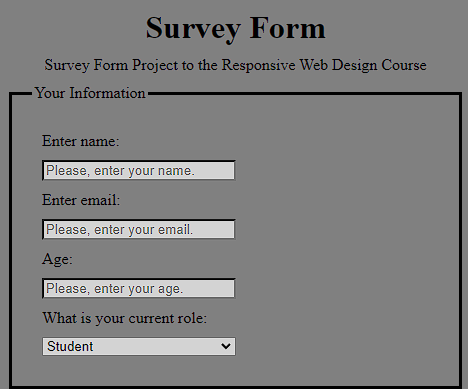 Survey Form
Survey Form Project to the Responsive Web Design Course
Your Information
Enter name:
Please, enter your name.
Enter email:
Please, enter your email.
Age:
Please, enter your age.
What is your current role:
Student